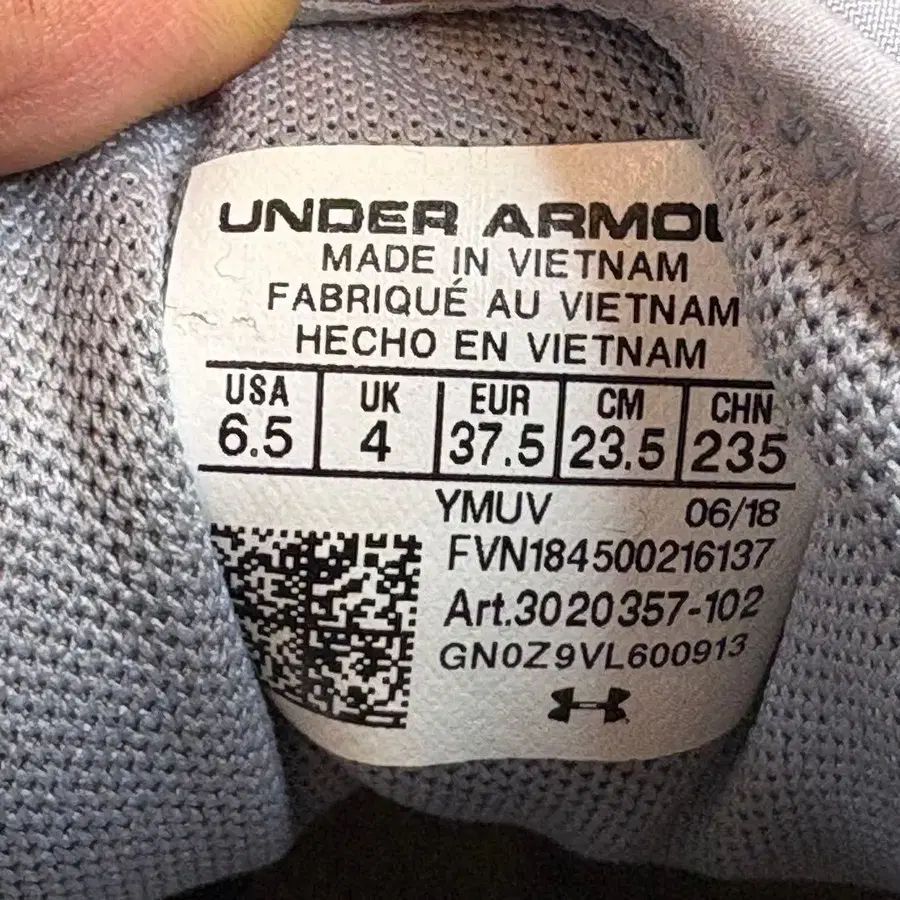 UNDER ARMOU
MADE IN VIETNAM
FABRIQUÉ AU VIETNAM
HECHO EN VIETNAM
USA UK EUR CM CHN
6.5 4 37.5 23.5 235
YMUV 06/18
FVN184500216137
Art.3020357-102
GN0Z9VL600913